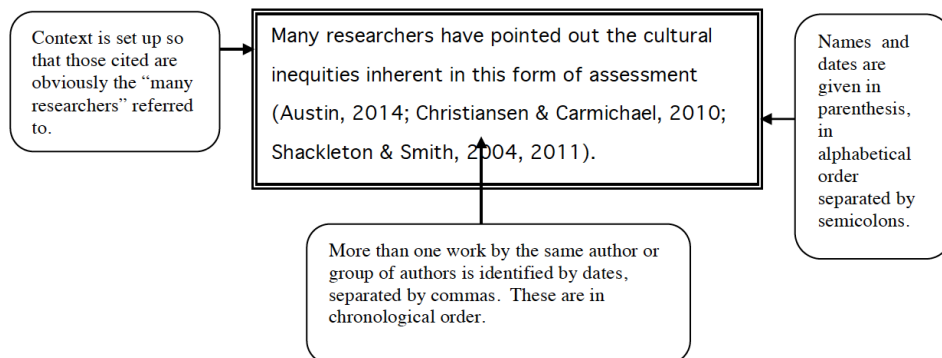 Context is set up so
that those cited are
obviously the “many
researchers” referred
to.
Many researchers have pointed out the cultural
inequities inherent in this form of assessment
(Austin, 2014; Christiansen & Carmichael, 2010;
Shackleton & Smith, 2004, 2011).
Names and
dates are
given in
parenthesis,
in
alphabetical
order
separated by
semicolons.
More than one work by the same author or
group of authors is identified by dates,
separated by commas. These are in
chronological order.